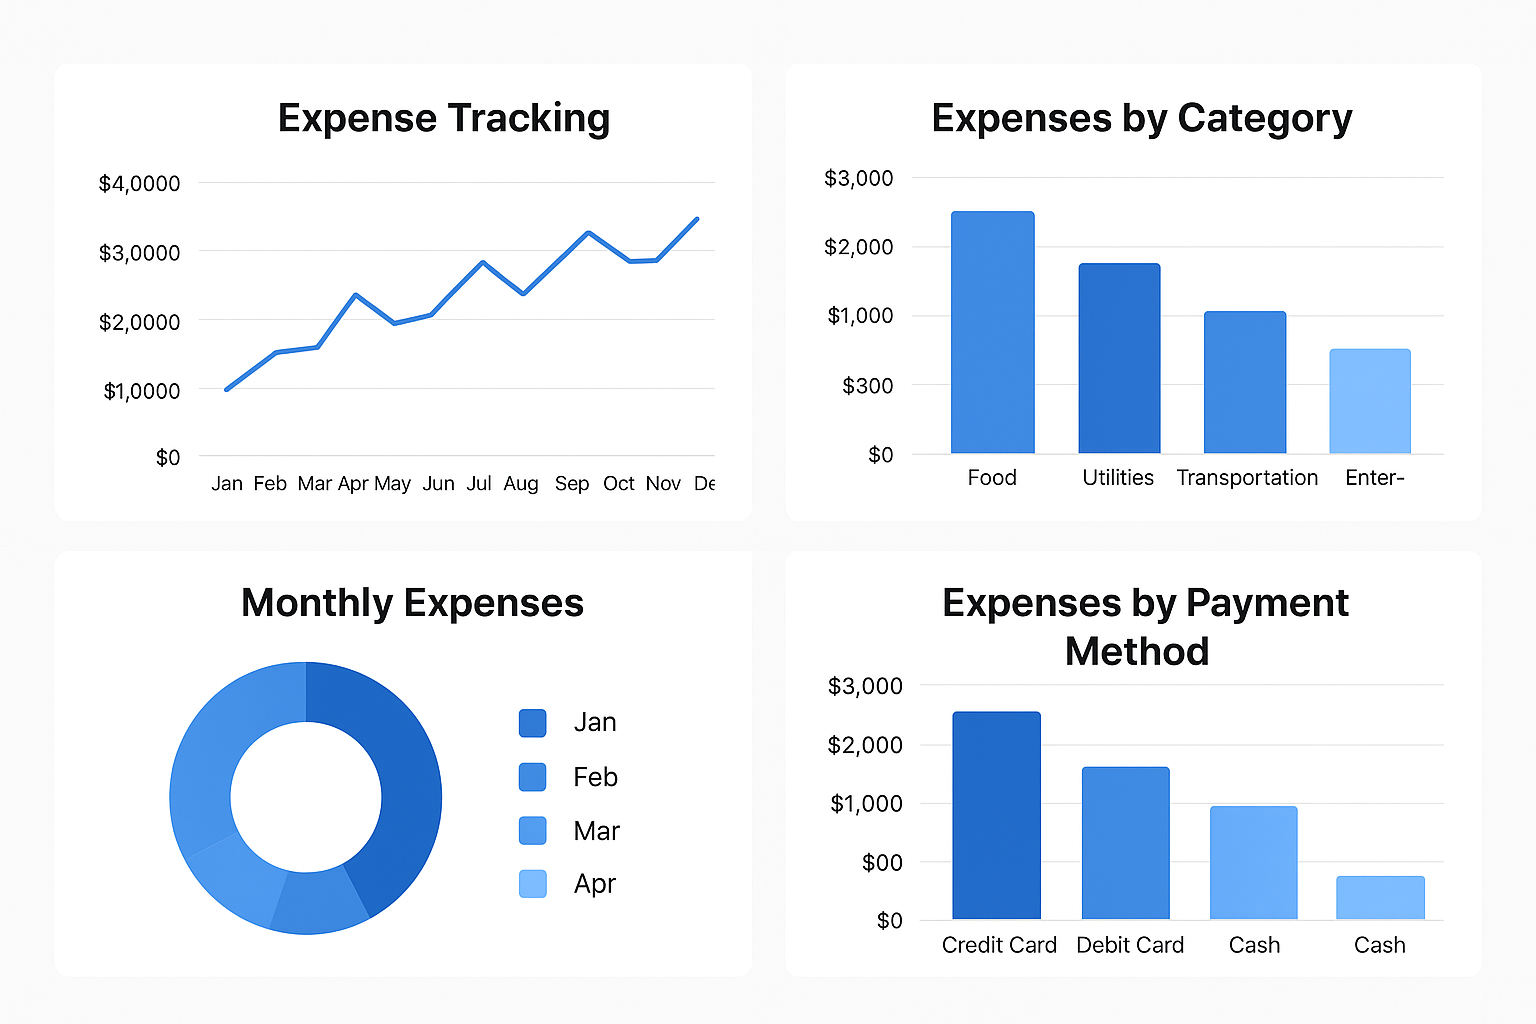 Expense Tracking
$4,0000
$3,0000
$2,0000
$1,0000
$0
Jan Feb Mar Apr May Jun Jul Aug Sep Oct Nov De
Expenses by Category
$3,000
$2,000
$1,000
$300
$0
Food Utilities Transportation Enter-
Monthly Expenses
Jan
Feb
Mar
Apr
Expenses by Payment
Method
$3,000
$2,000
$1,000
$00
$0
Credit Card Debit Card Cash Cash